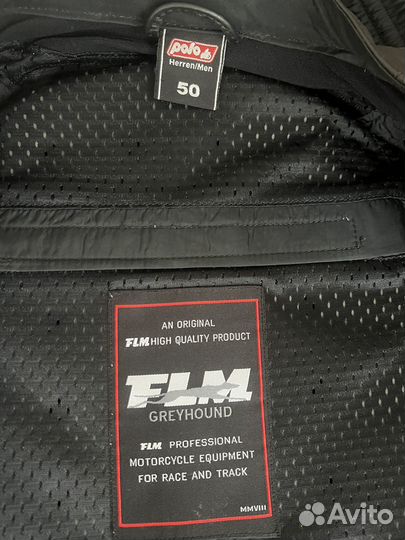 polo
Herren/Men
50
AN ORIGINAL
FLM HIGH QUALITY PRODUCT
FLM
GREYHOUND
FLM PROFESSIONAL
MOTORCYCLE EQUIPMENT
FOR RACE AND TRACK
MMVIII
Avito